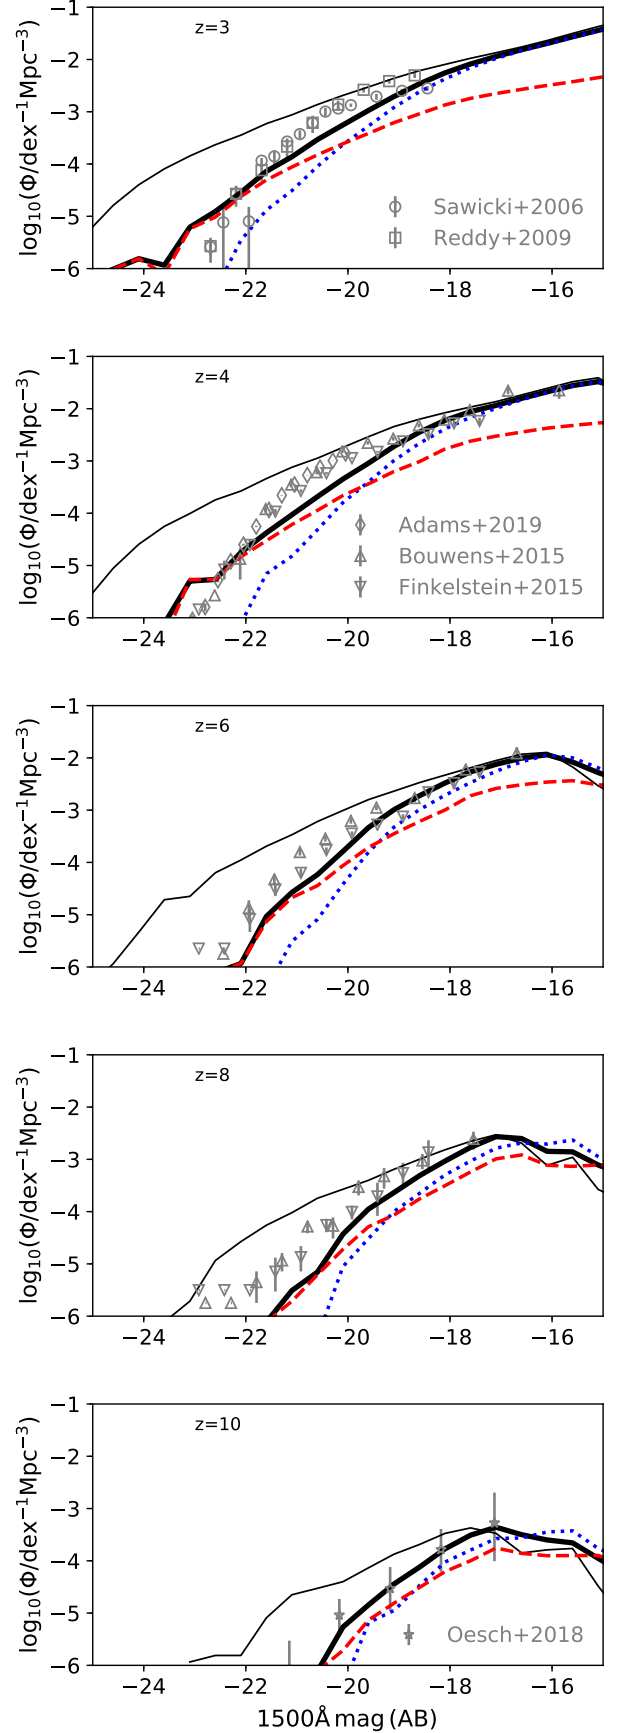 −1
z=3
−2
−3
−4
−5
−6
log₁₀(Φ/dex⁻¹Mpc⁻³)
Sawicki+2006
Reddy+2009
−24 −22 −20 −18 −16
−1
z=4
−2
−3
−4
−5
−6
log₁₀(Φ/dex⁻¹Mpc⁻³)
Adams+2019
Bouwens+2015
Finkelstein+2015
−24 −22 −20 −18 −16
−1
z=6
−2
−3
−4
−5
−6
log₁₀(Φ/dex⁻¹Mpc⁻³)
−24 −22 −20 −18 −16
−1
z=8
−2
−3
−4
−5
−6
log₁₀(Φ/dex⁻¹Mpc⁻³)
−24 −22 −20 −18 −16
−1
z=10
−2
−3
−4
−5
−6
log₁₀(Φ/dex⁻¹Mpc⁻³)
Oesch+2018
−24 −22 −20 −18 −16
1500Å mag (AB)